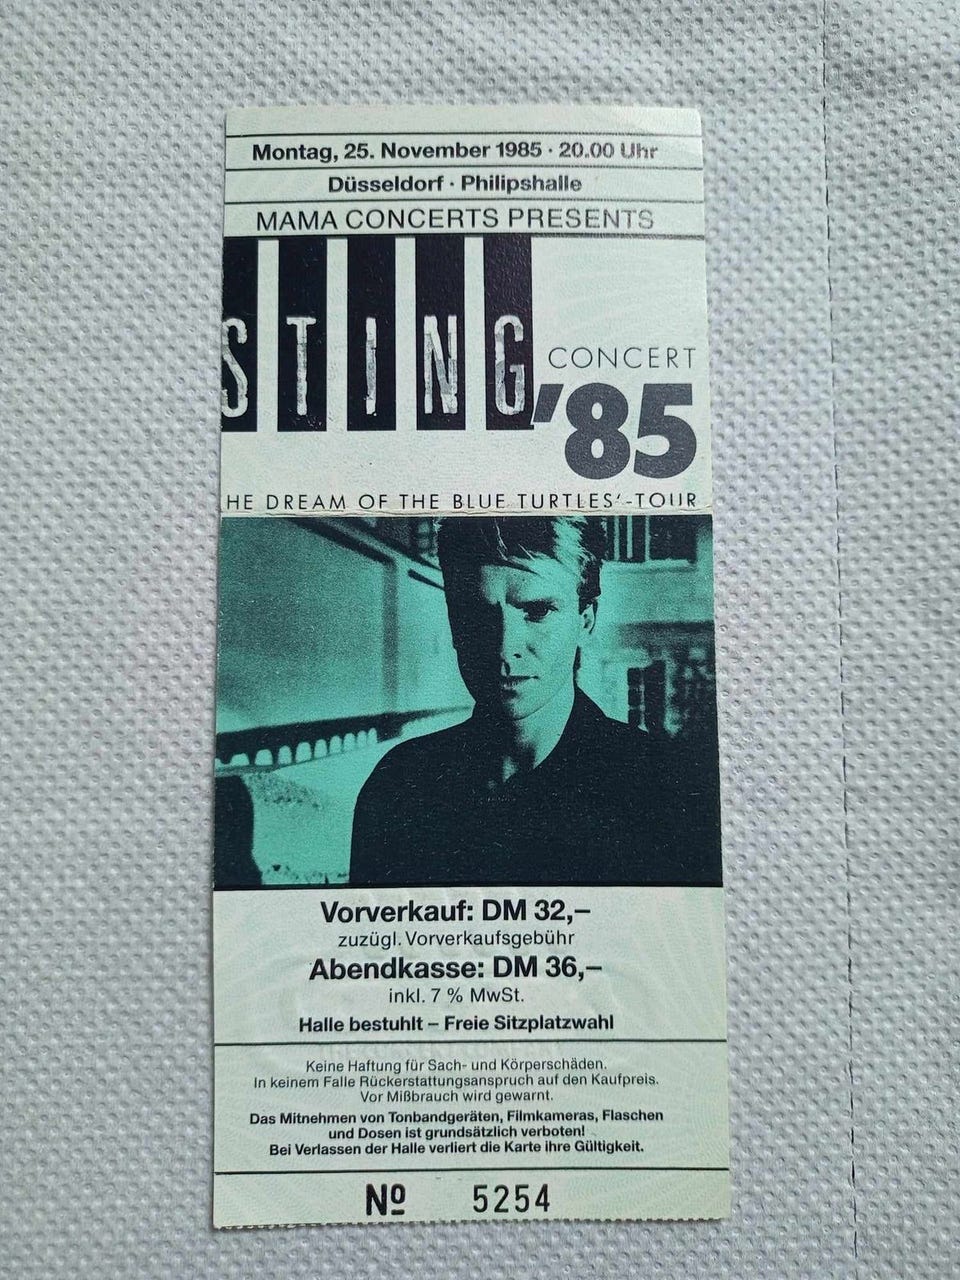 Montag, 25. November 1985 · 20.00 Uhr
Düsseldorf · Philipshalle
MAMA CONCERTS PRESENTS
STING
CONCERT
'85
HE DREAM OF THE BLUE TURTLES'-TOUR
Vorverkauf: DM 32,–
zuzügl. Vorverkaufsgebühr
Abendkasse: DM 36,–
inkl. 7 % MwSt.
Halle bestuhlt – Freie Sitzplatzwahl
Keine Haftung für Sach- und Körperschäden.
In keinem Falle Rückerstattungsanspruch auf den Kaufpreis.
Vor Mißbrauch wird gewarnt.
Das Mitnehmen von Tonbandgeräten, Filmkameras, Flaschen
und Dosen ist grundsätzlich verboten!
Bei Verlassen der Halle verliert die Karte ihre Gültigkeit.
Nº 5254